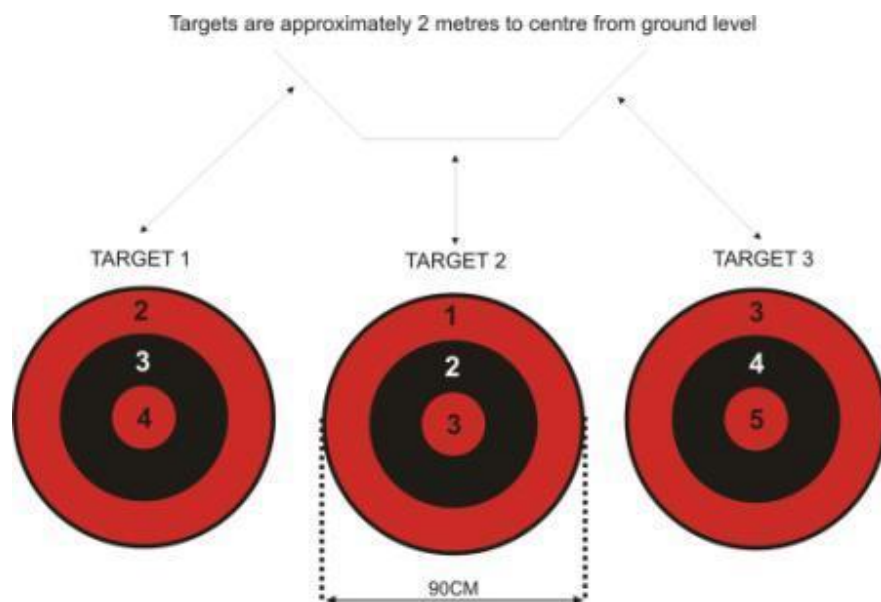 Targets are approximately 2 metres to centre from ground level
TARGET 1
TARGET 2
TARGET 3
2
3
4
1
2
3
3
4
5
90CM